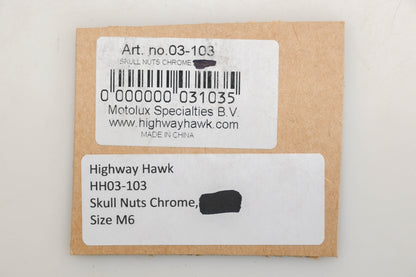 Art. no.03-103
SKULL NUTS CHROME
0 000000 031035
Motolux Specialties B.V.
www.highwayhawk.com
MADE IN CHINA
Highway Hawk
HH03-103
Skull Nuts Chrome,
Size M6